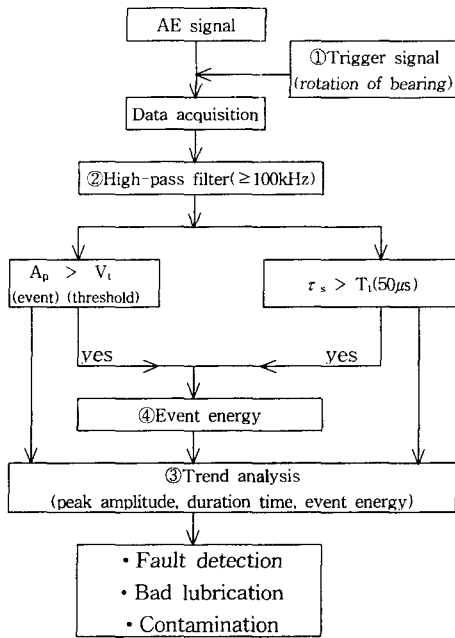 AE signal
①Trigger signal
(rotation of bearing)
Data acquisition
②High-pass filter(≥100kHz)
Aₚ > Vₜ
(event) (threshold)
τₛ > T₁(50μs)
yes
yes
④Event energy
③Trend analysis
(peak amplitude, duration time, event energy)
・Fault detection
・Bad lubrication
・Contamination